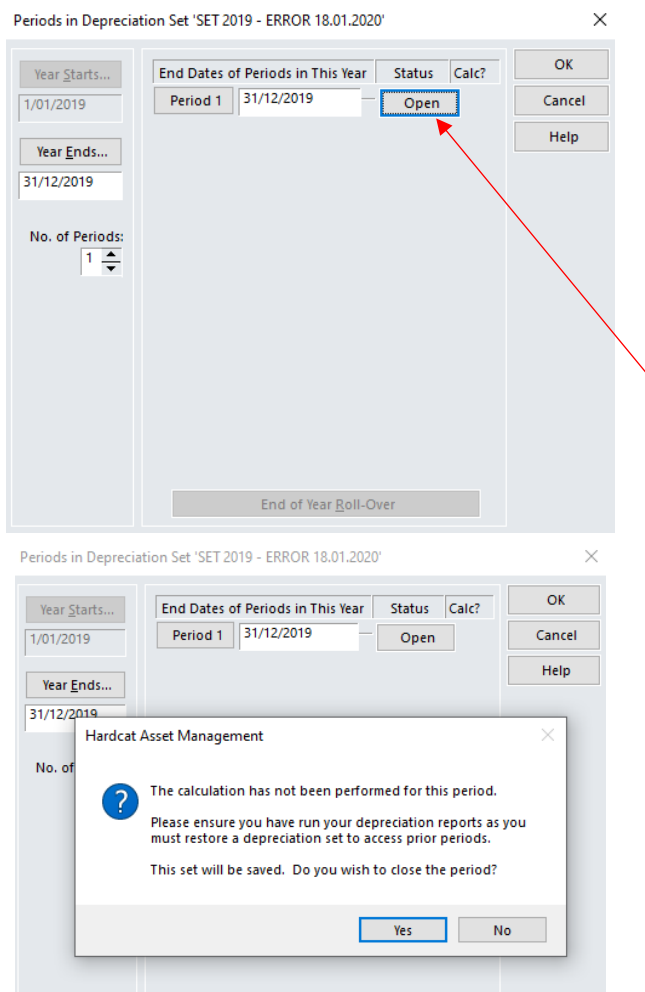 Periods in Depreciation Set 'SET 2019 - ERROR 18.01.2020'
Year Starts...
1/01/2019
Year Ends...
31/12/2019
No. of Periods:
1
End Dates of Periods in This Year Status Calc?
Period 1 31/12/2019 Open
End of Year Roll-Over
OK
Cancel
Help
Periods in Depreciation Set 'SET 2019 - ERROR 18.01.2020'
Year Starts...
1/01/2019
Year Ends...
31/12/2019
No. of
End Dates of Periods in This Year Status Calc?
Period 1 31/12/2019 Open
OK
Cancel
Help
Hardcat Asset Management
The calculation has not been performed for this period.
Please ensure you have run your depreciation reports as you
must restore a depreciation set to access prior periods.
This set will be saved. Do you wish to close the period?
Yes No